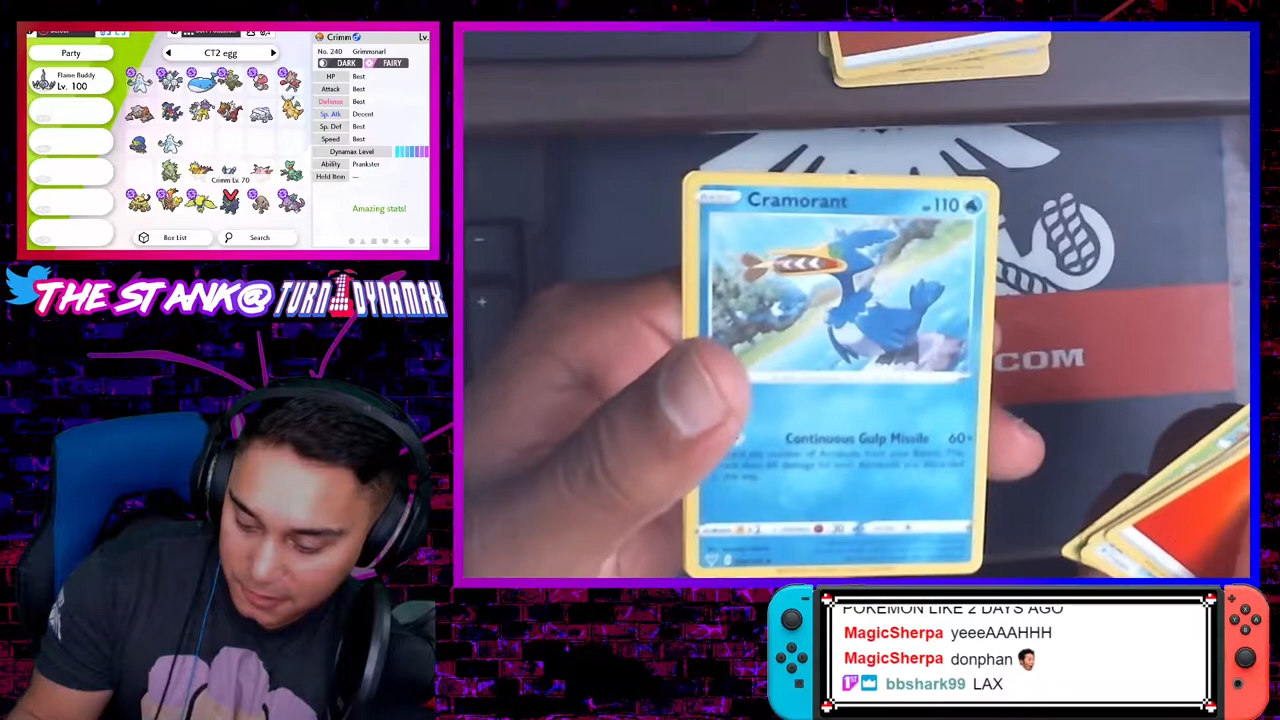 Party
CT2 egg
Crimm
Lv.
Flame Buddy
Lv. 100
No. 240 Grimmsnarl
DARK FAIRY
HP Best
Attack Best
Defense Best
Sp. Atk Decent
Sp. Def Best
Speed Best
Dynamax Level
Ability Prankster
Held Item —
Crimm Lv. 70
Amazing stats!
Box List
Search
THE STANK@TURN1DYNAMAX
Cramorant
110
Continuous Gulp Missile 60×
.COM
POKEMON LIKE 2 DAYS AGO
MagicSherpa yeeeAAAHHH
MagicSherpa donphan
bbshark99 LAX